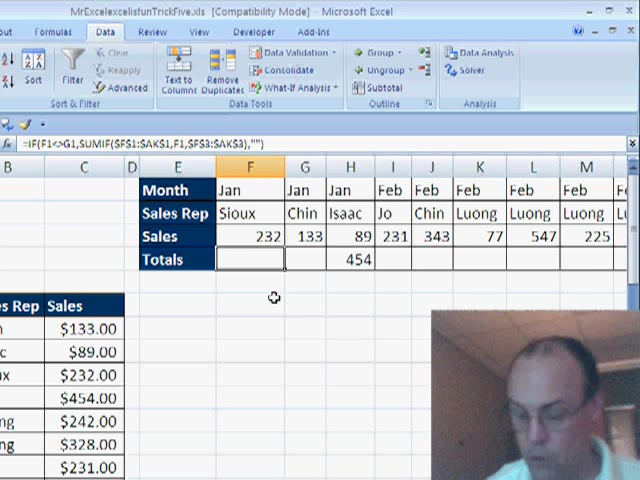 MrExcelexcelisfunTrickFive.xls [Compatibility Mode] - Microsoft Excel
out Formulas Data Review View Developer Add-Ins
Sort Filter Clear Reapply Advanced Text to Columns Remove Duplicates Data Validation Consolidate What-If Analysis Group Ungroup Subtotal Data Analysis Solver
Sort & Filter Data Tools Outline Analysis
fx =IF(F1<>G1,SUMIF($F$1:$AK$1,F1,$F$3:$AK$3),"")
B C D E F G H I J K L M
Month Jan Jan Jan Feb Feb Feb Feb Feb Fe
Sales Rep Sioux Chin Isaac Jo Chin Luong Luong Luong Lu
Sales 232 133 89 231 343 77 547 225
Totals 454
es Rep Sales
n $133.00
c $89.00
ux $232.00
$454.00
ng $242.00
ng $328.00
$231.00